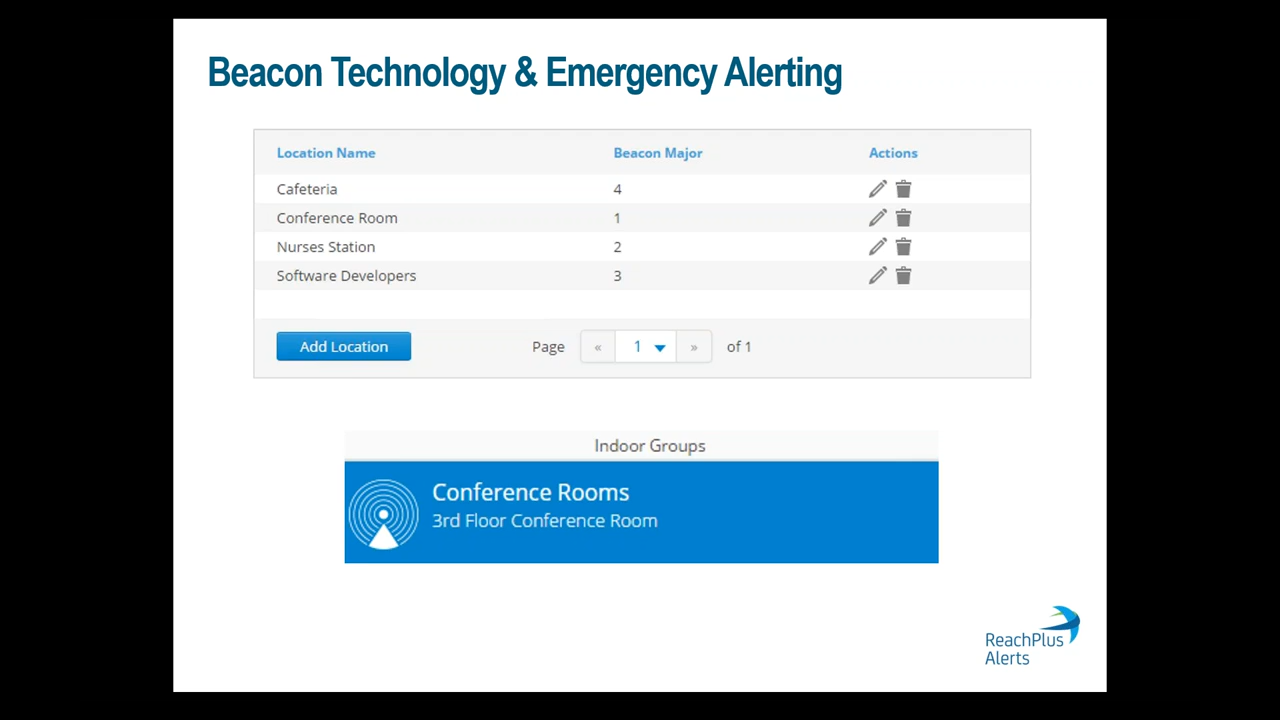 Beacon Technology & Emergency Alerting
Location Name Beacon Major Actions
Cafeteria 4
Conference Room 1
Nurses Station 2
Software Developers 3
Add Location Page « 1 » of 1
Indoor Groups
Conference Rooms
3rd Floor Conference Room
ReachPlus
Alerts